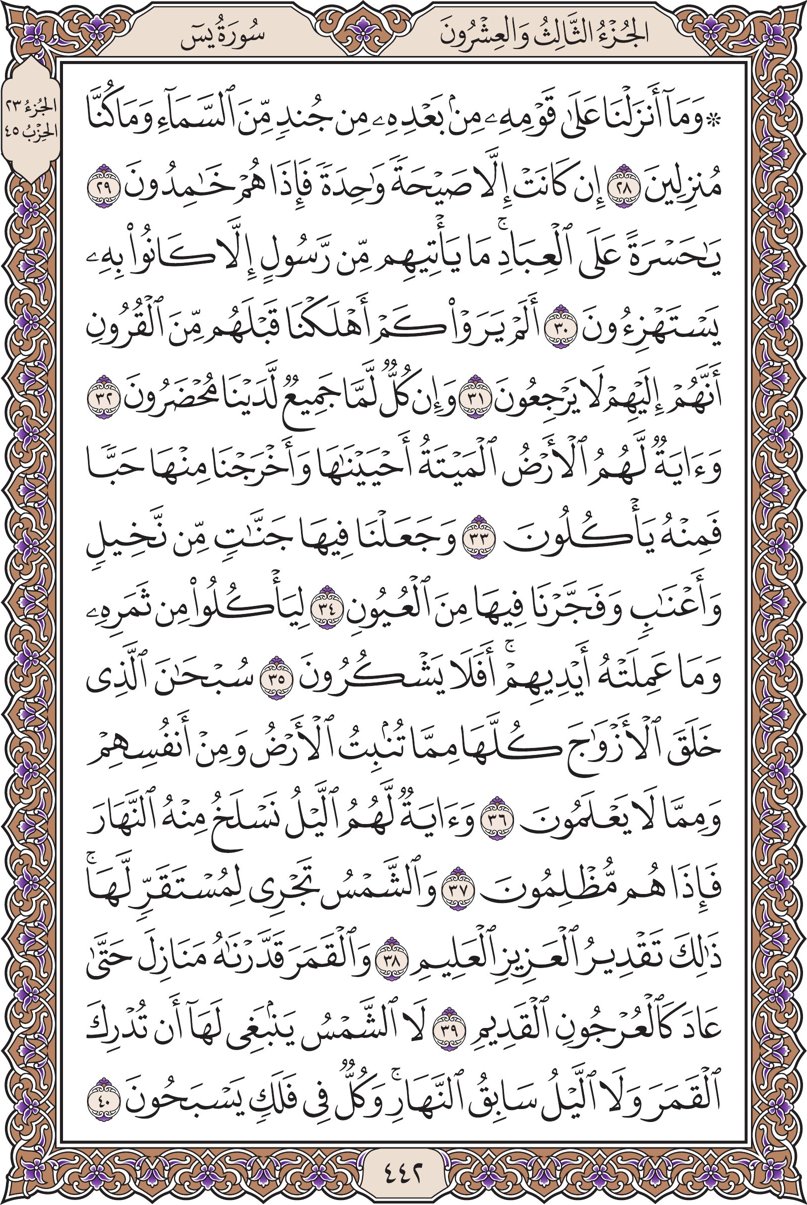 الجُزْءُ الثَّالِثُ وَالعِشْرُونَ
سُورَةُ يسٓ
الجُزْءُ ٢٣
الحِزْبُ ٤٥
۞ وَمَآ أَنزَلْنَا عَلَىٰ قَوْمِهِۦ مِنۢ بَعْدِهِۦ مِن جُندٍ مِّنَ ٱلسَّمَآءِ وَمَا كُنَّا
مُنزِلِينَ ٢٨ إِن كَانَتْ إِلَّا صَيْحَةً وَٰحِدَةً فَإِذَا هُمْ خَٰمِدُونَ ٢٩
يَٰحَسْرَةً عَلَى ٱلْعِبَادِۚ مَا يَأْتِيهِم مِّن رَّسُولٍ إِلَّا كَانُوا۟ بِهِۦ
يَسْتَهْزِءُونَ ٣٠ أَلَمْ يَرَوْا۟ كَمْ أَهْلَكْنَا قَبْلَهُم مِّنَ ٱلْقُرُونِ
أَنَّهُمْ إِلَيْهِمْ لَا يَرْجِعُونَ ٣١ وَإِن كُلٌّ لَّمَّا جَمِيعٌ لَّدَيْنَا مُحْضَرُونَ ٣٢
وَءَايَةٌ لَّهُمُ ٱلْأَرْضُ ٱلْمَيْتَةُ أَحْيَيْنَٰهَا وَأَخْرَجْنَا مِنْهَا حَبًّا
فَمِنْهُ يَأْكُلُونَ ٣٣ وَجَعَلْنَا فِيهَا جَنَّٰتٍ مِّن نَّخِيلٍ
وَأَعْنَٰبٍ وَفَجَّرْنَا فِيهَا مِنَ ٱلْعُيُونِ ٣٤ لِيَأْكُلُوا۟ مِن ثَمَرِهِۦ
وَمَا عَمِلَتْهُ أَيْدِيهِمْۚ أَفَلَا يَشْكُرُونَ ٣٥ سُبْحَٰنَ ٱلَّذِى
خَلَقَ ٱلْأَزْوَٰجَ كُلَّهَا مِمَّا تُنۢبِتُ ٱلْأَرْضُ وَمِنْ أَنفُسِهِمْ
وَمِمَّا لَا يَعْلَمُونَ ٣٦ وَءَايَةٌ لَّهُمُ ٱلَّيْلُ نَسْلَخُ مِنْهُ ٱلنَّهَارَ
فَإِذَا هُم مُّظْلِمُونَ ٣٧ وَٱلشَّمْسُ تَجْرِى لِمُسْتَقَرٍّ لَّهَاۚ
ذَٰلِكَ تَقْدِيرُ ٱلْعَزِيزِ ٱلْعَلِيمِ ٣٨ وَٱلْقَمَرَ قَدَّرْنَٰهُ مَنَازِلَ حَتَّىٰ
عَادَ كَٱلْعُرْجُونِ ٱلْقَدِيمِ ٣٩ لَا ٱلشَّمْسُ يَنۢبَغِى لَهَآ أَن تُدْرِكَ
ٱلْقَمَرَ وَلَا ٱلَّيْلُ سَابِقُ ٱلنَّهَارِۚ وَكُلٌّ فِى فَلَكٍ يَسْبَحُونَ ٤٠
٤٤٢